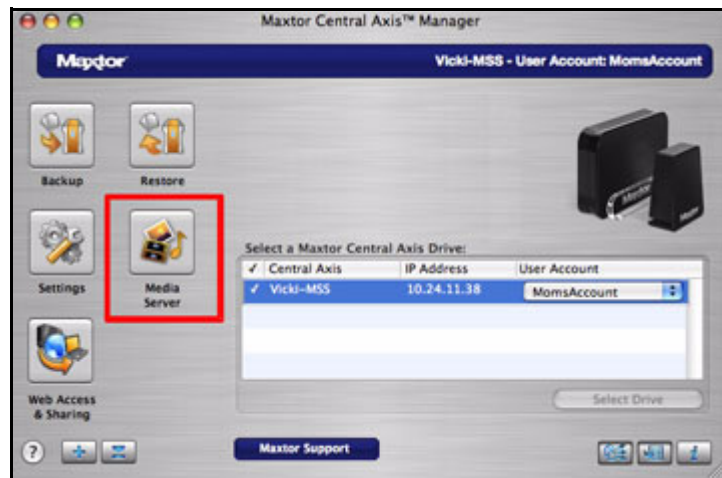 Maxtor Central Axis™ Manager
Maxtor
Vicki-MSS - User Account: MomsAccount
Backup
Restore
Settings
Media
Server
Web Access
& Sharing
Select a Maxtor Central Axis Drive:
✓ Central Axis IP Address User Account
✓ Vicki-MSS 10.24.11.38 MomsAccount
Select Drive
? Maxtor Support i